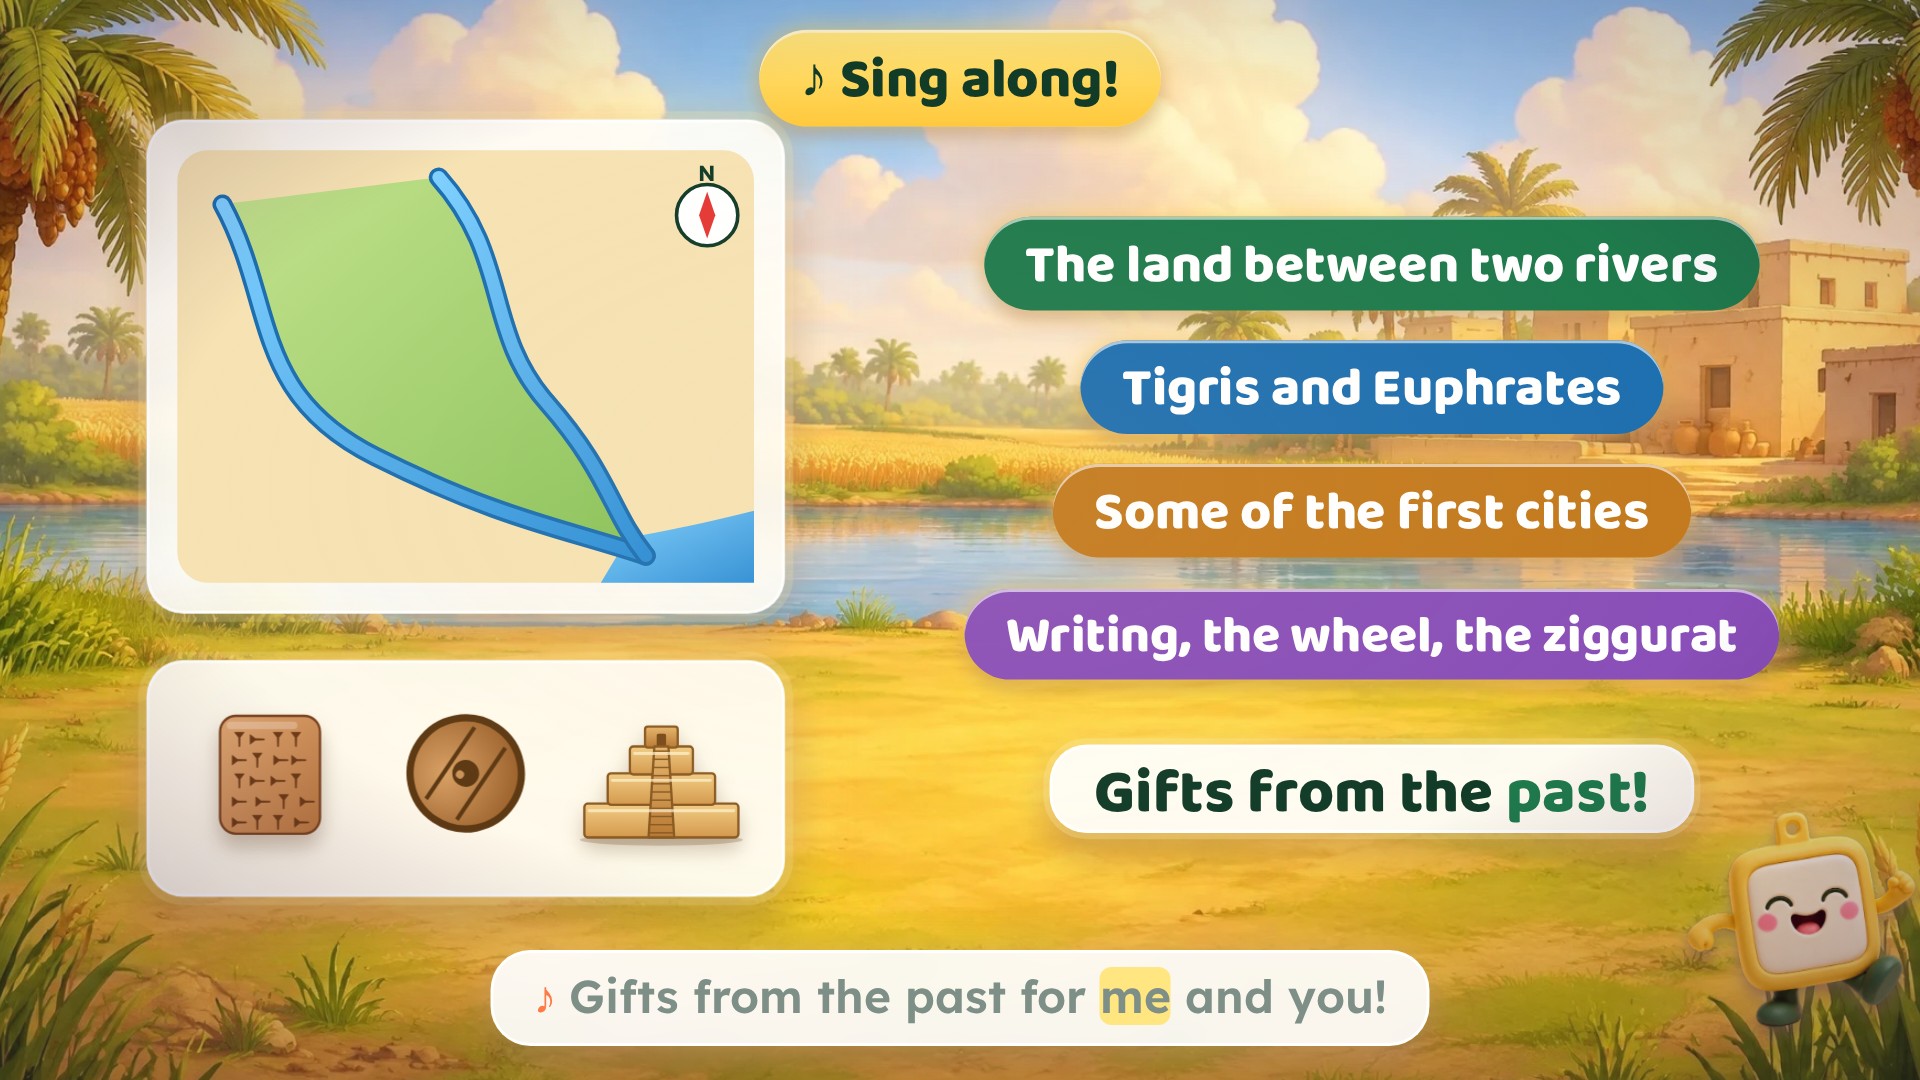 ♪ Sing along!
N
The land between two rivers
Tigris and Euphrates
Some of the first cities
Writing, the wheel, the ziggurat
Gifts from the past!
♪ Gifts from the past for me and you!